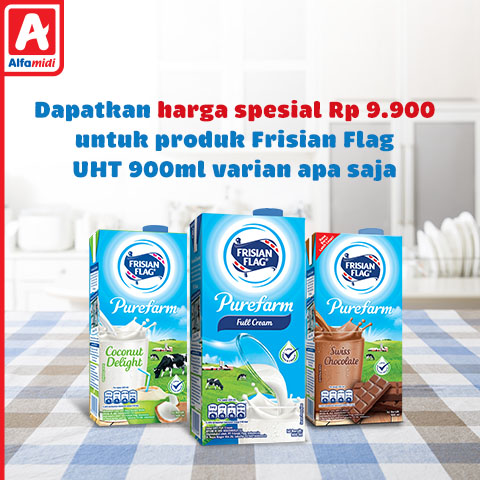 Alfamidi
Dapatkan harga spesial Rp 9.900
untuk produk Frisian Flag
UHT 900ml varian apa saja
FRISIAN
FLAG
Purefarm
Coconut
Delight
FRISIAN
FLAG
Purefarm
Full Cream
FRISIAN
FLAG
Purefarm
Swiss
Chocolate